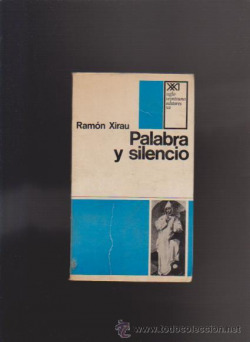 siglo
veintiuno
editores
sa
Ramón Xirau
Palabra
y silencio
www.todocoleccion.net